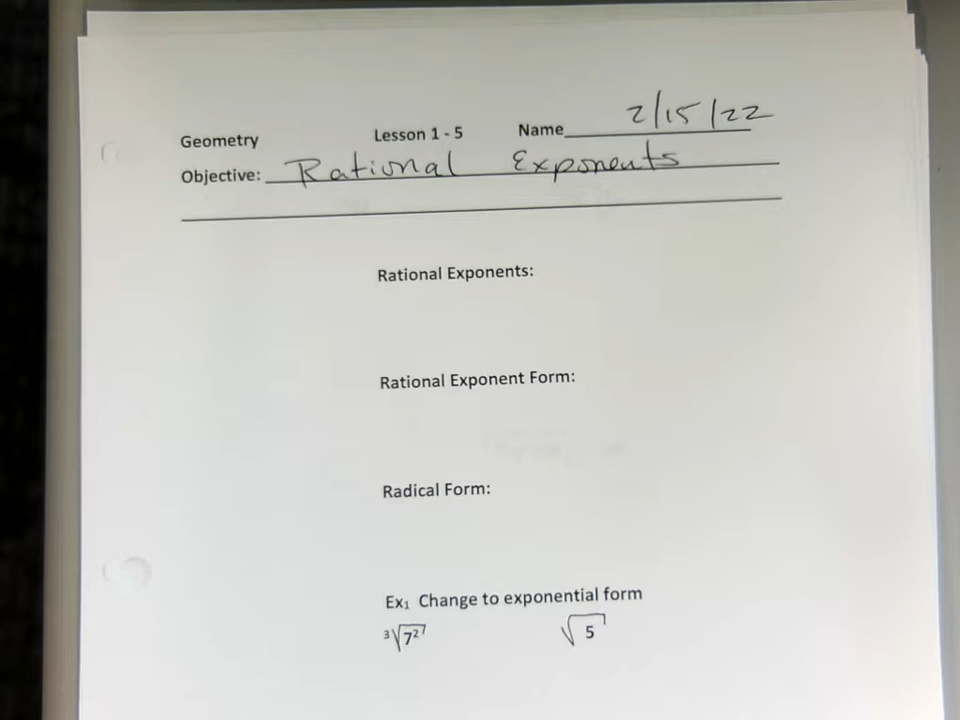 Geometry Lesson 1 - 5 Name 2/15/22
Objective: Rational Exponents
Rational Exponents:
Rational Exponent Form:
Radical Form:
Ex₁ Change to exponential form
³√7² √5